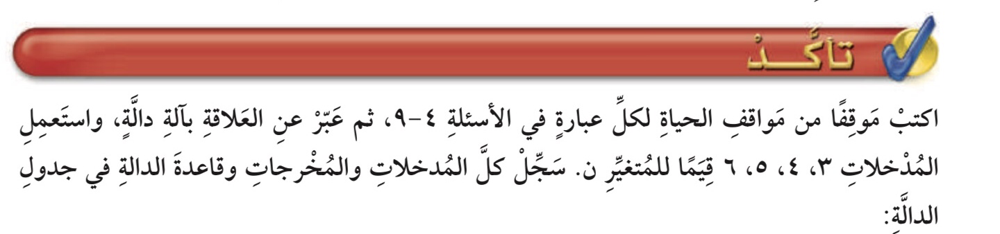 تأكَّــدْ
اكتبْ مَوقِفًا من مَواقفِ الحياةِ لكلِّ عبارةٍ في الأسئلةِ ٤-٩، ثم عَبّرْ عنِ العَلاقةِ بآلةِ دالَّةٍ، واستَعمِلِ
المُدْخلاتِ ٣، ٤، ٥، ٦ قِيَمًا للمُتغيِّرِ ن. سَجِّلْ كلَّ المُدخلاتِ والمُخْرجاتِ وقاعدةَ الدالةِ في جدولِ
الدالَّةِ: